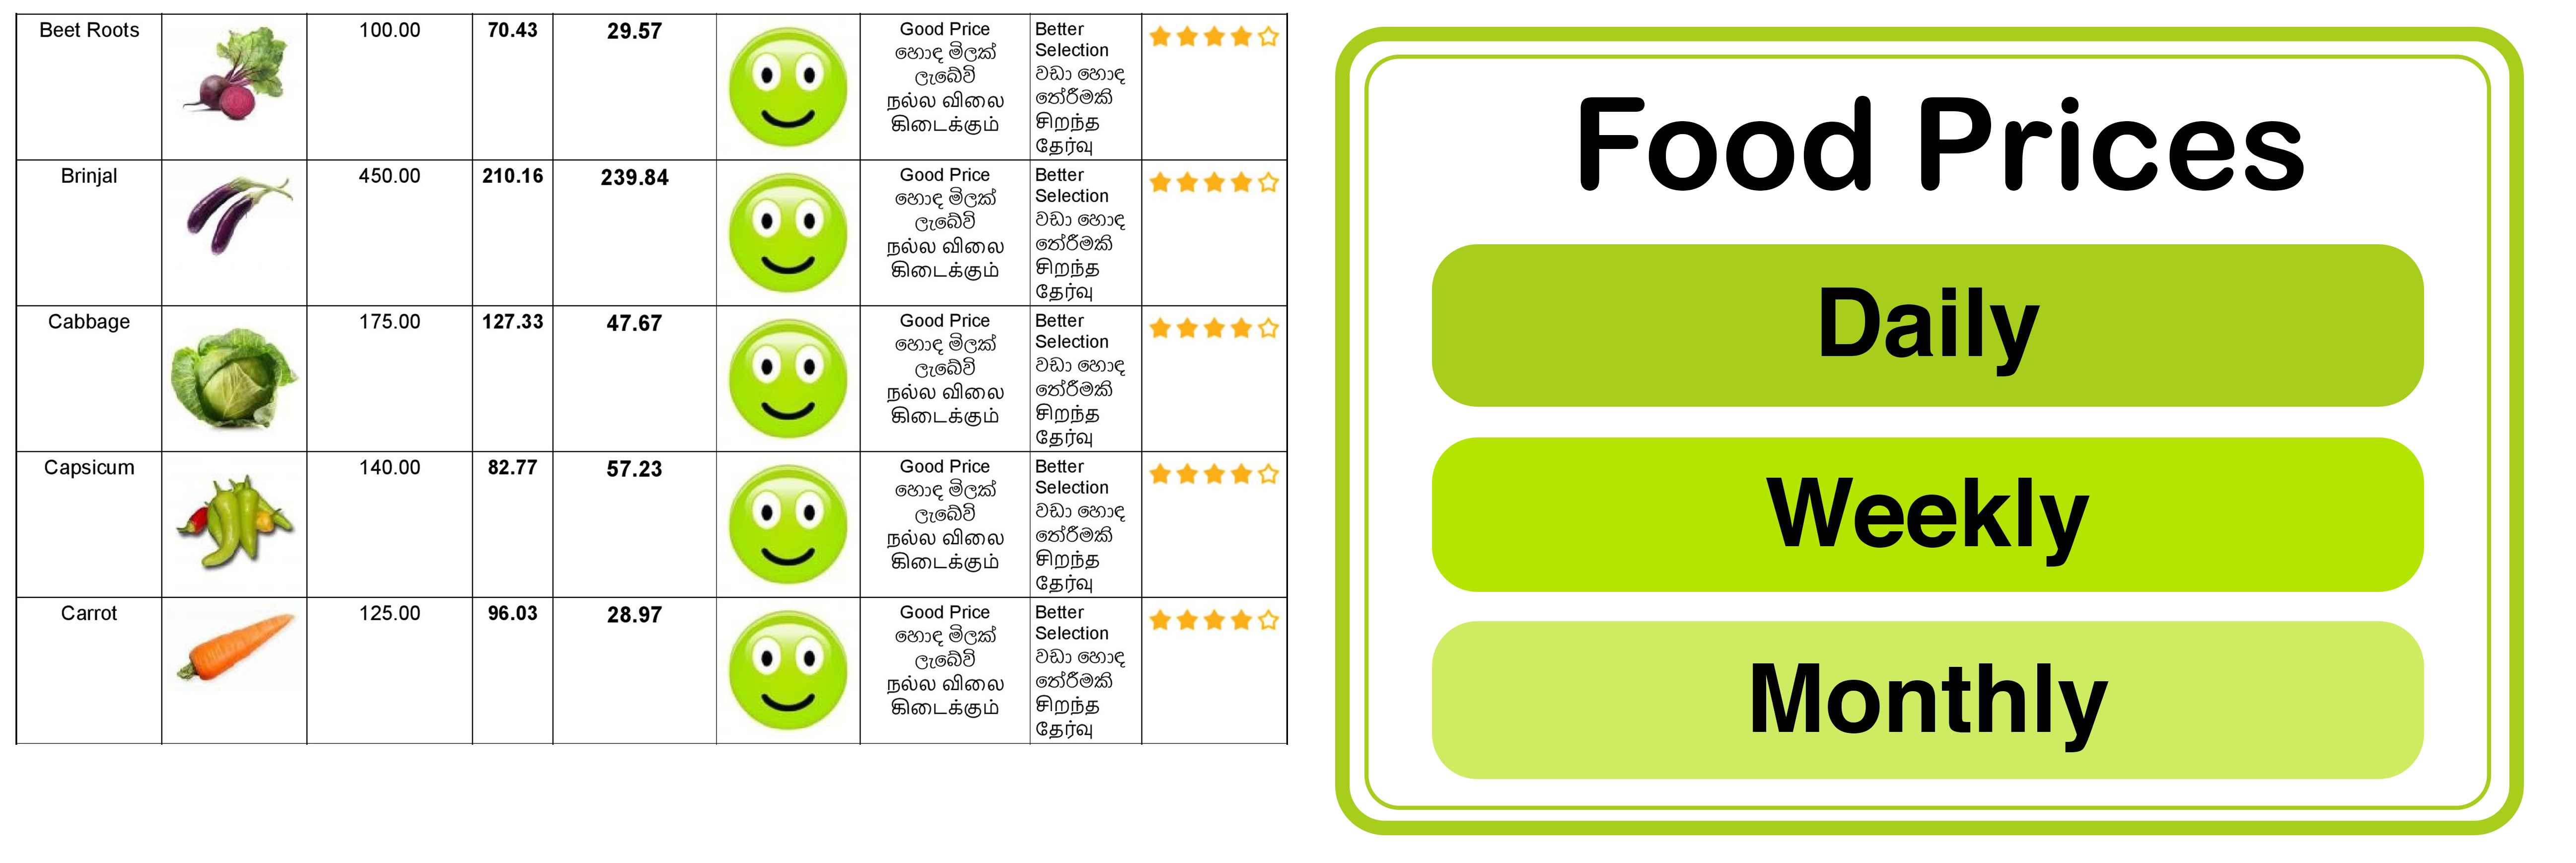 Beet Roots
100.00
70.43
29.57
Good Price
හොඳ මිලක්
ලැබේවි
நல்ல விலை
கிடைக்கும்
Better
Selection
වඩා හොඳ
තේරීමකි
சிறந்த
தேர்வு
Brinjal
450.00
210.16
239.84
Good Price
හොඳ මිලක්
ලැබේවි
நல்ல விலை
கிடைக்கும்
Better
Selection
වඩා හොඳ
තේරීමකි
சிறந்த
தேர்வு
Cabbage
175.00
127.33
47.67
Good Price
හොඳ මිලක්
ලැබේවි
நல்ல விலை
கிடைக்கும்
Better
Selection
වඩා හොඳ
තේරීමකි
சிறந்த
தேர்வு
Capsicum
140.00
82.77
57.23
Good Price
හොඳ මිලක්
ලැබේවි
நல்ல விலை
கிடைக்கும்
Better
Selection
වඩා හොඳ
තේරීමකි
சிறந்த
தேர்வு
Carrot
125.00
96.03
28.97
Good Price
හොඳ මිලක්
ලැබේවි
நல்ல விலை
கிடைக்கும்
Better
Selection
වඩා හොඳ
තේරීමකි
சிறந்த
தேர்வு
Food Prices
Daily
Weekly
Monthly